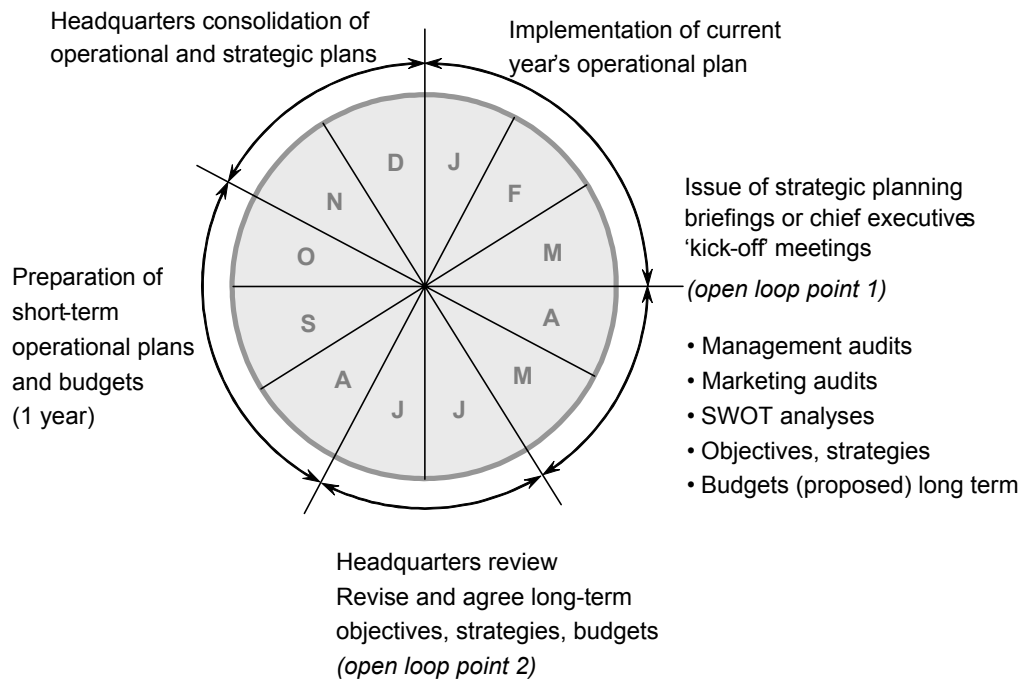 Headquarters consolidation of
operational and strategic plans
Implementation of current
year's operational plan
D
J
N
F
O
M
S
A
A
M
J
J
Issue of strategic planning
briefings or chief executives
‘kick-off’ meetings
(open loop point 1)
• Management audits
• Marketing audits
• SWOT analyses
• Objectives, strategies
• Budgets (proposed) long term
Preparation of
short-term
operational plans
and budgets
(1 year)
Headquarters review
Revise and agree long-term
objectives, strategies, budgets
(open loop point 2)